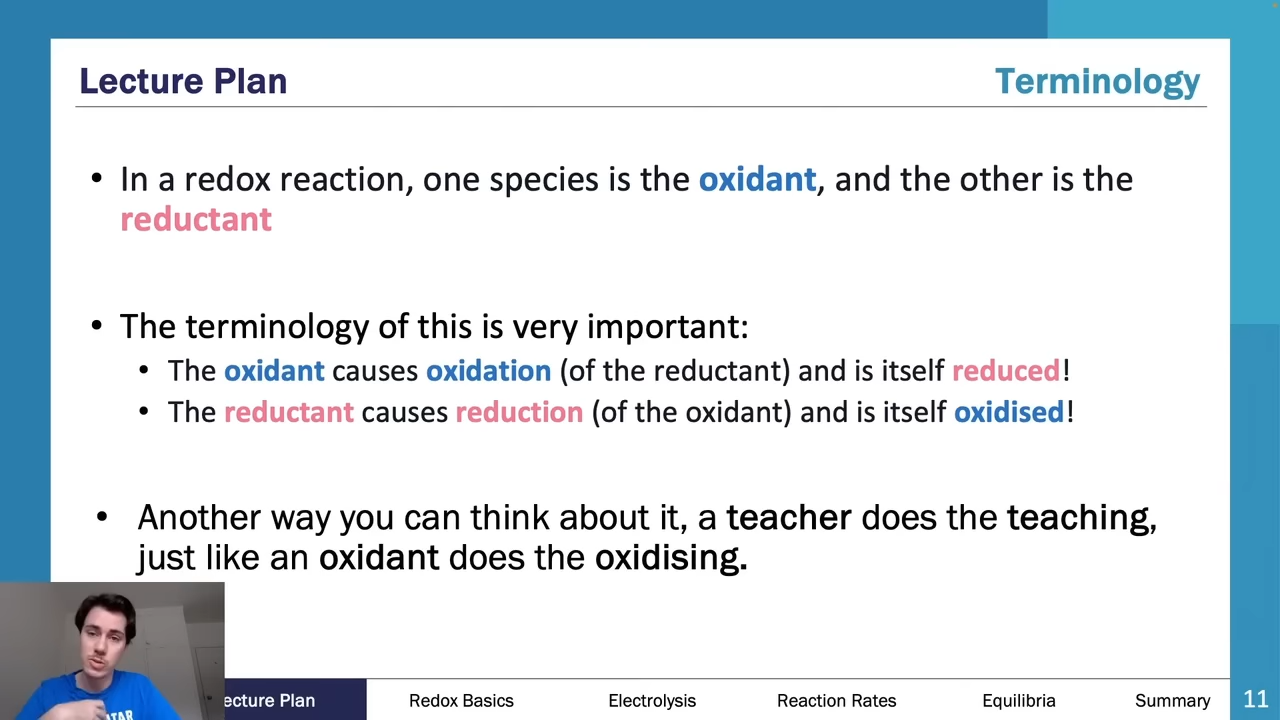 Lecture Plan
Terminology
• In a redox reaction, one species is the oxidant, and the other is the
reductant
• The terminology of this is very important:
• The oxidant causes oxidation (of the reductant) and is itself reduced!
• The reductant causes reduction (of the oxidant) and is itself oxidised!
• Another way you can think about it, a teacher does the teaching,
just like an oxidant does the oxidising.
ecture Plan
Redox Basics
Electrolysis
Reaction Rates
Equilibria
Summary
11